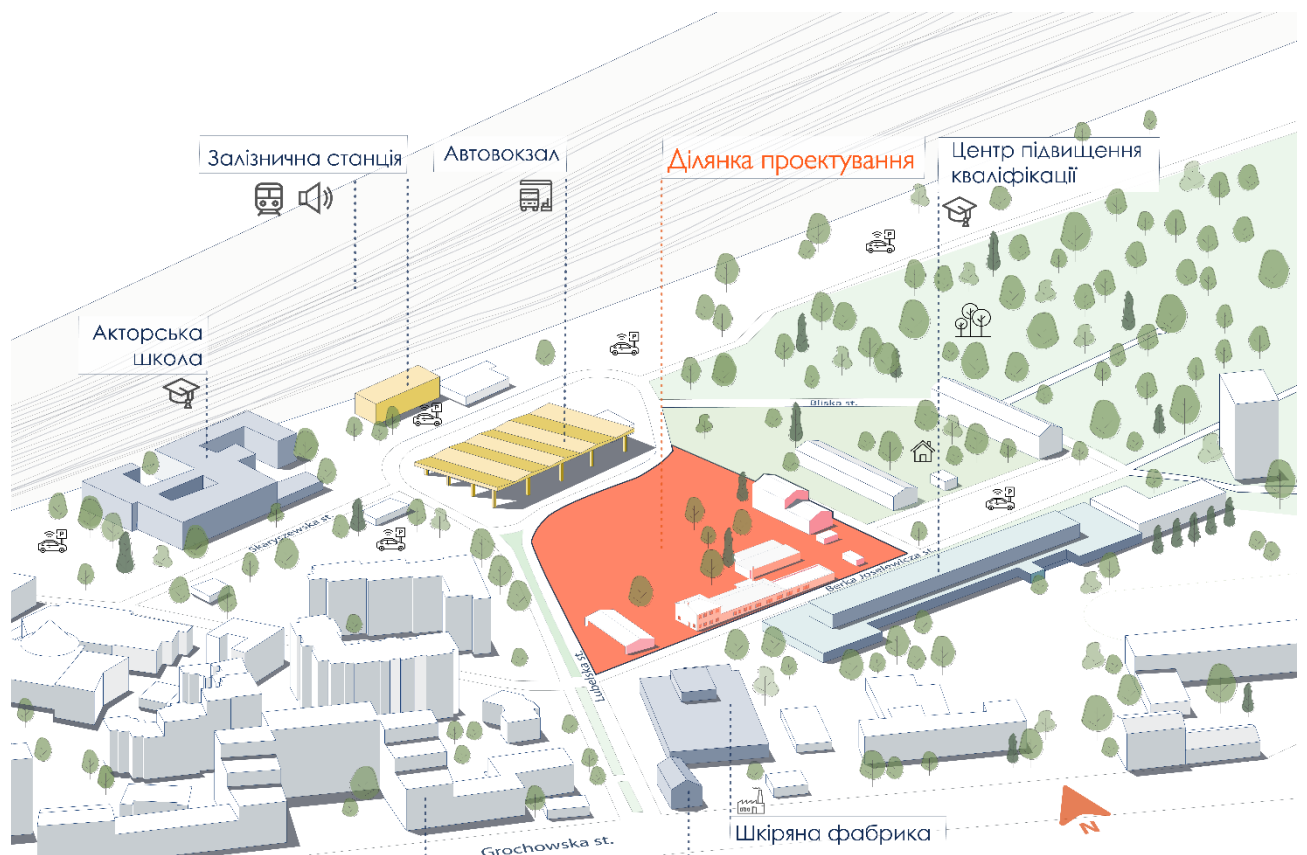 Залізнична станція
Автовокзал
Ділянка проектування
Центр підвищення
кваліфікації
Акторська
школа
Bliska st.
Skaryszewska st.
Berka Joselewicza st.
Lubelska st.
Шкіряна фабрика
Grochowska st.
N
P
P
P
P
P
P